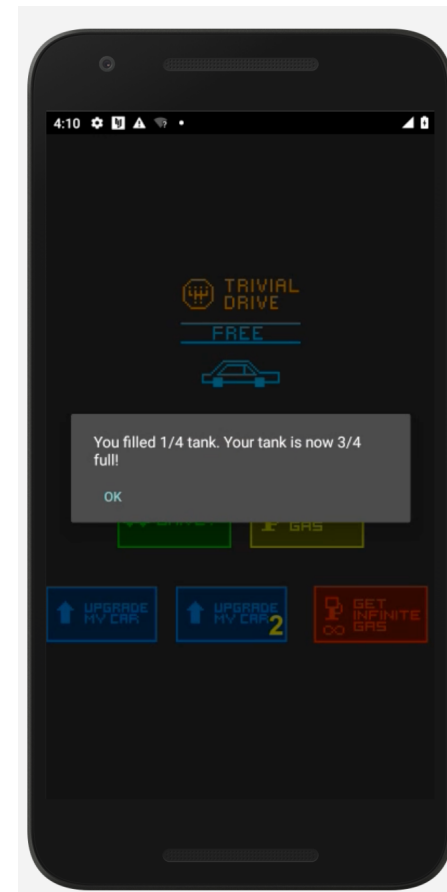 4:10
TRIVIAL
DRIVE
FREE
You filled 1/4 tank. Your tank is now 3/4
full!
OK
GAS
UPGRADE
MY CAR
UPGRADE
MY CAR
2
GET
INFINITE
GAS